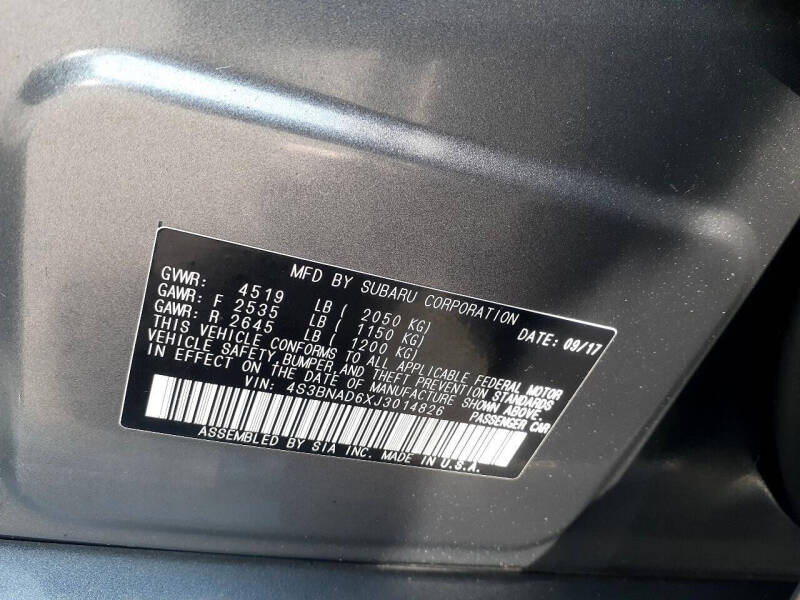 MFD BY SUBARU CORPORATION
GVWR: 4519 LB ( 2050 KG) DATE: 09/17
GAWR: F 2535 LB ( 1150 KG)
GAWR: R 2645 LB ( 1200 KG)
THIS VEHICLE CONFORMS TO ALL APPLICABLE FEDERAL MOTOR
VEHICLE SAFETY, BUMPER, AND THEFT PREVENTION STANDARDS
IN EFFECT ON THE DATE OF MANUFACTURE SHOWN ABOVE.
VIN: 4S3BNAD6XJ3014826 PASSENGER CAR
ASSEMBLED BY SIA INC. MADE IN U.S.A.